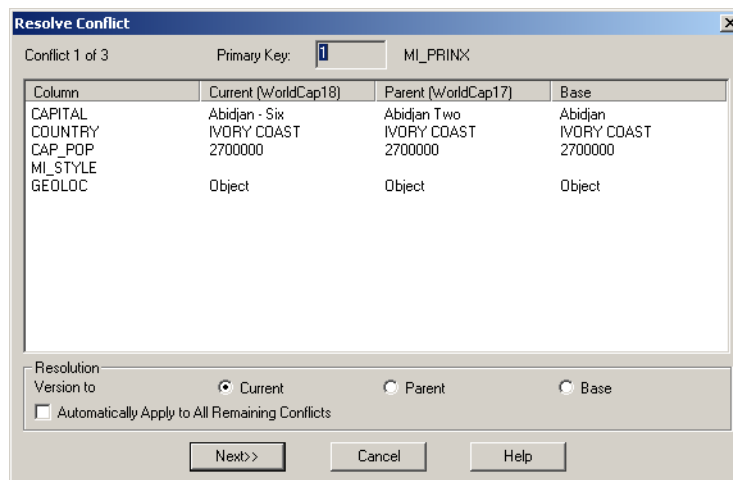 Resolve Conflict
Conflict 1 of 3 Primary Key: 1 MI_PRINX
Column Current (WorldCap18) Parent (WorldCap17) Base
CAPITAL Abidjan - Six Abidjan Two Abidjan
COUNTRY IVORY COAST IVORY COAST IVORY COAST
CAP_POP 2700000 2700000 2700000
MI_STYLE
GEOLOC Object Object Object
Resolution
Version to Current Parent Base
Automatically Apply to All Remaining Conflicts
Next>> Cancel Help